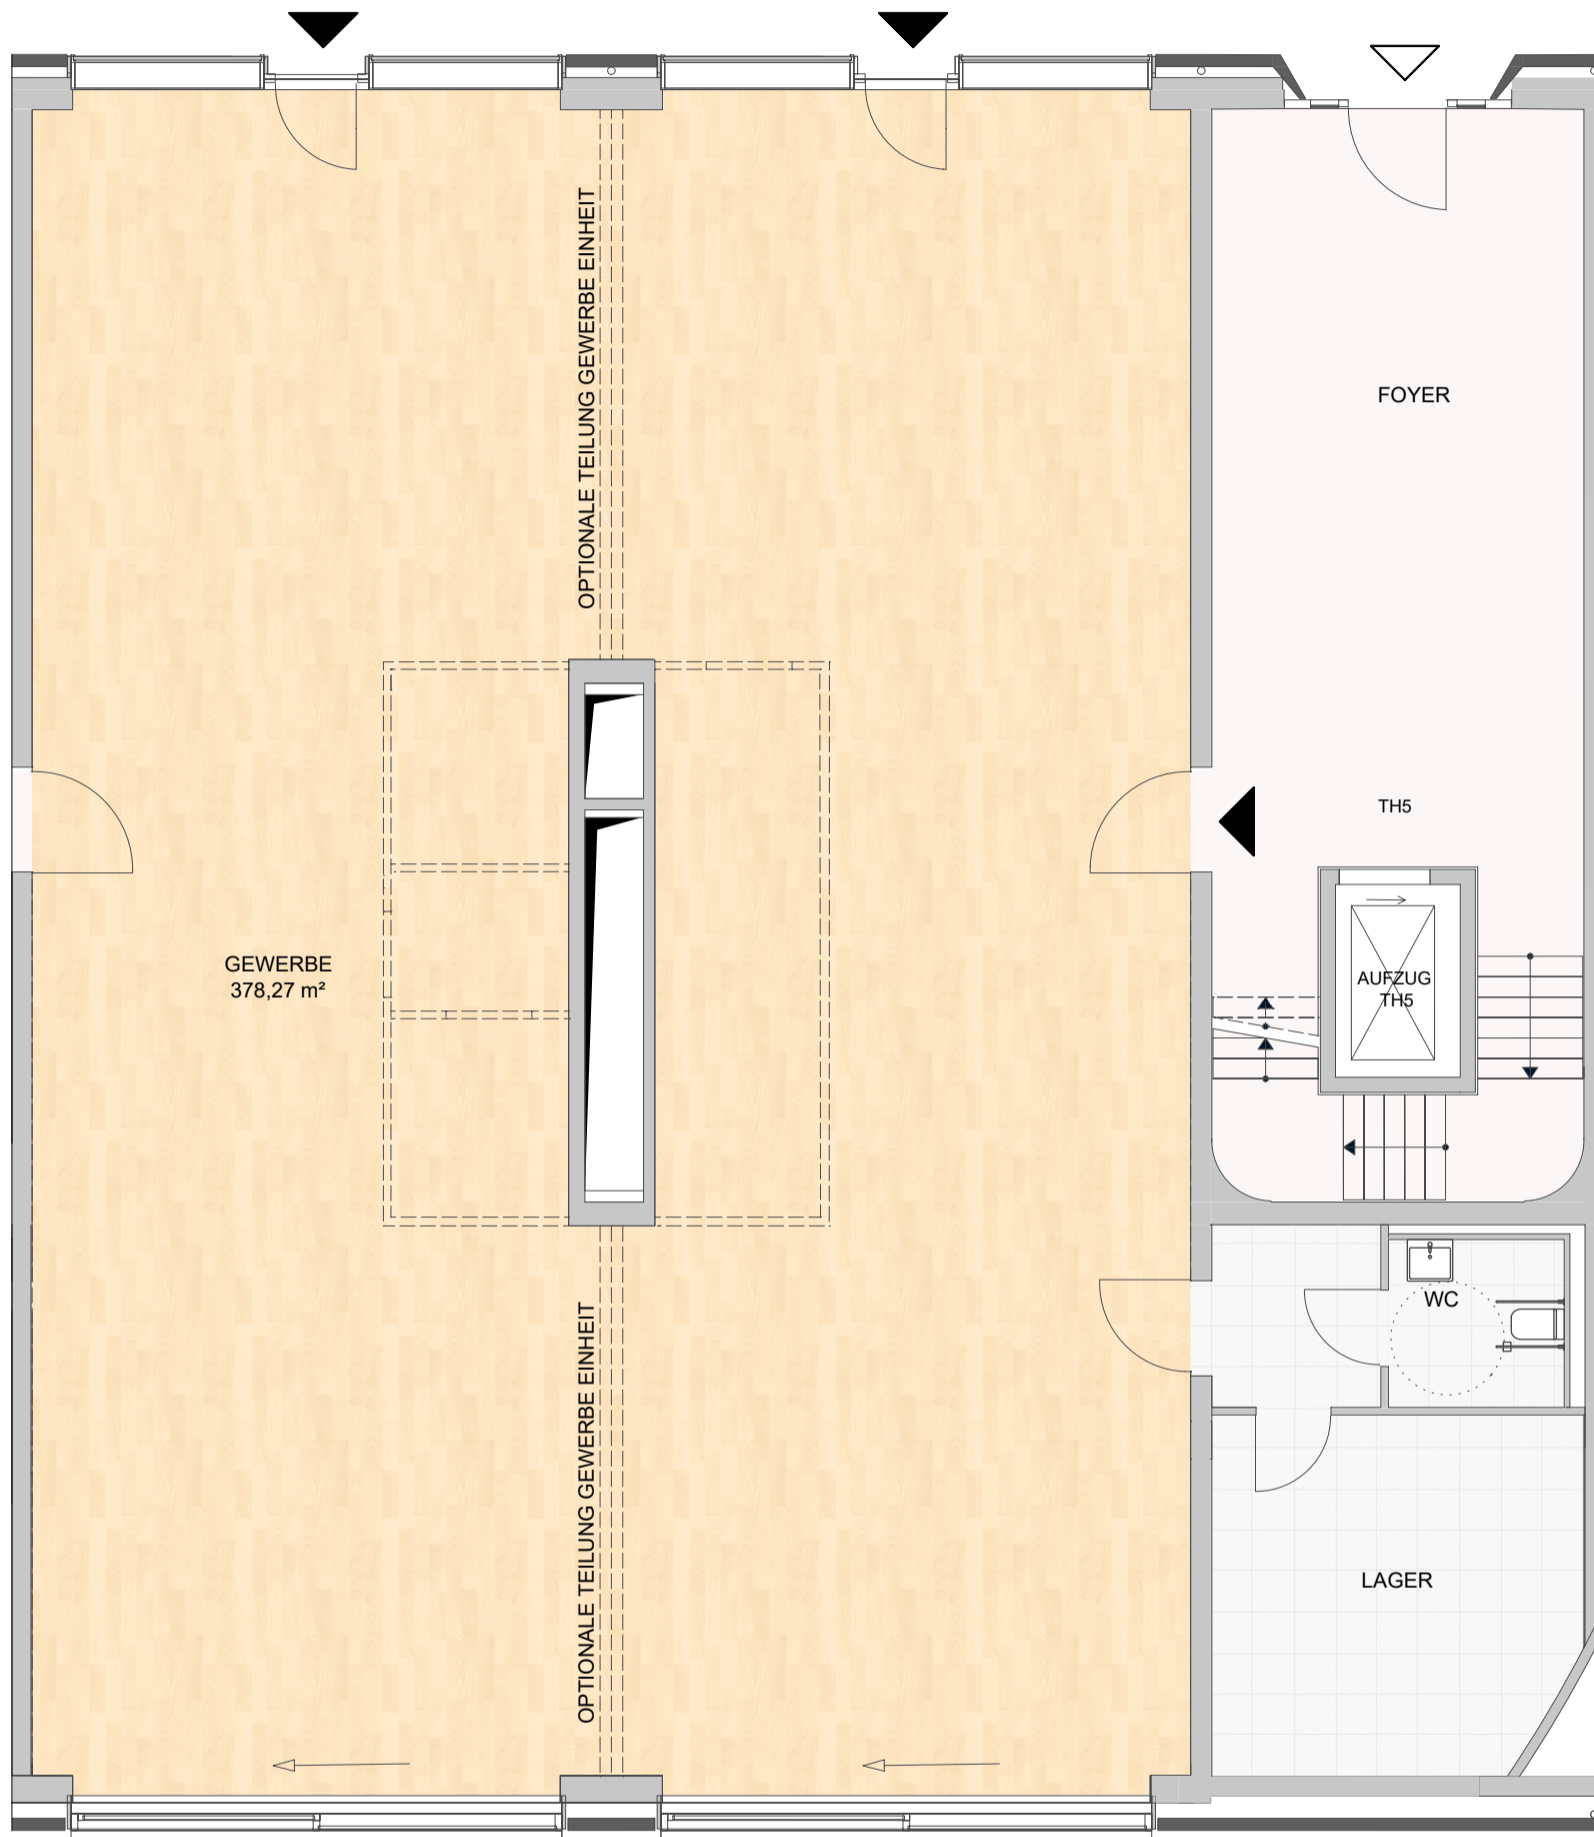 OPTIONALE TEILUNG GEWERBE EINHEIT
FOYER
TH5
GEWERBE
378,27 m²
AUFZUG
TH5
WC
OPTIONALE TEILUNG GEWERBE EINHEIT
LAGER